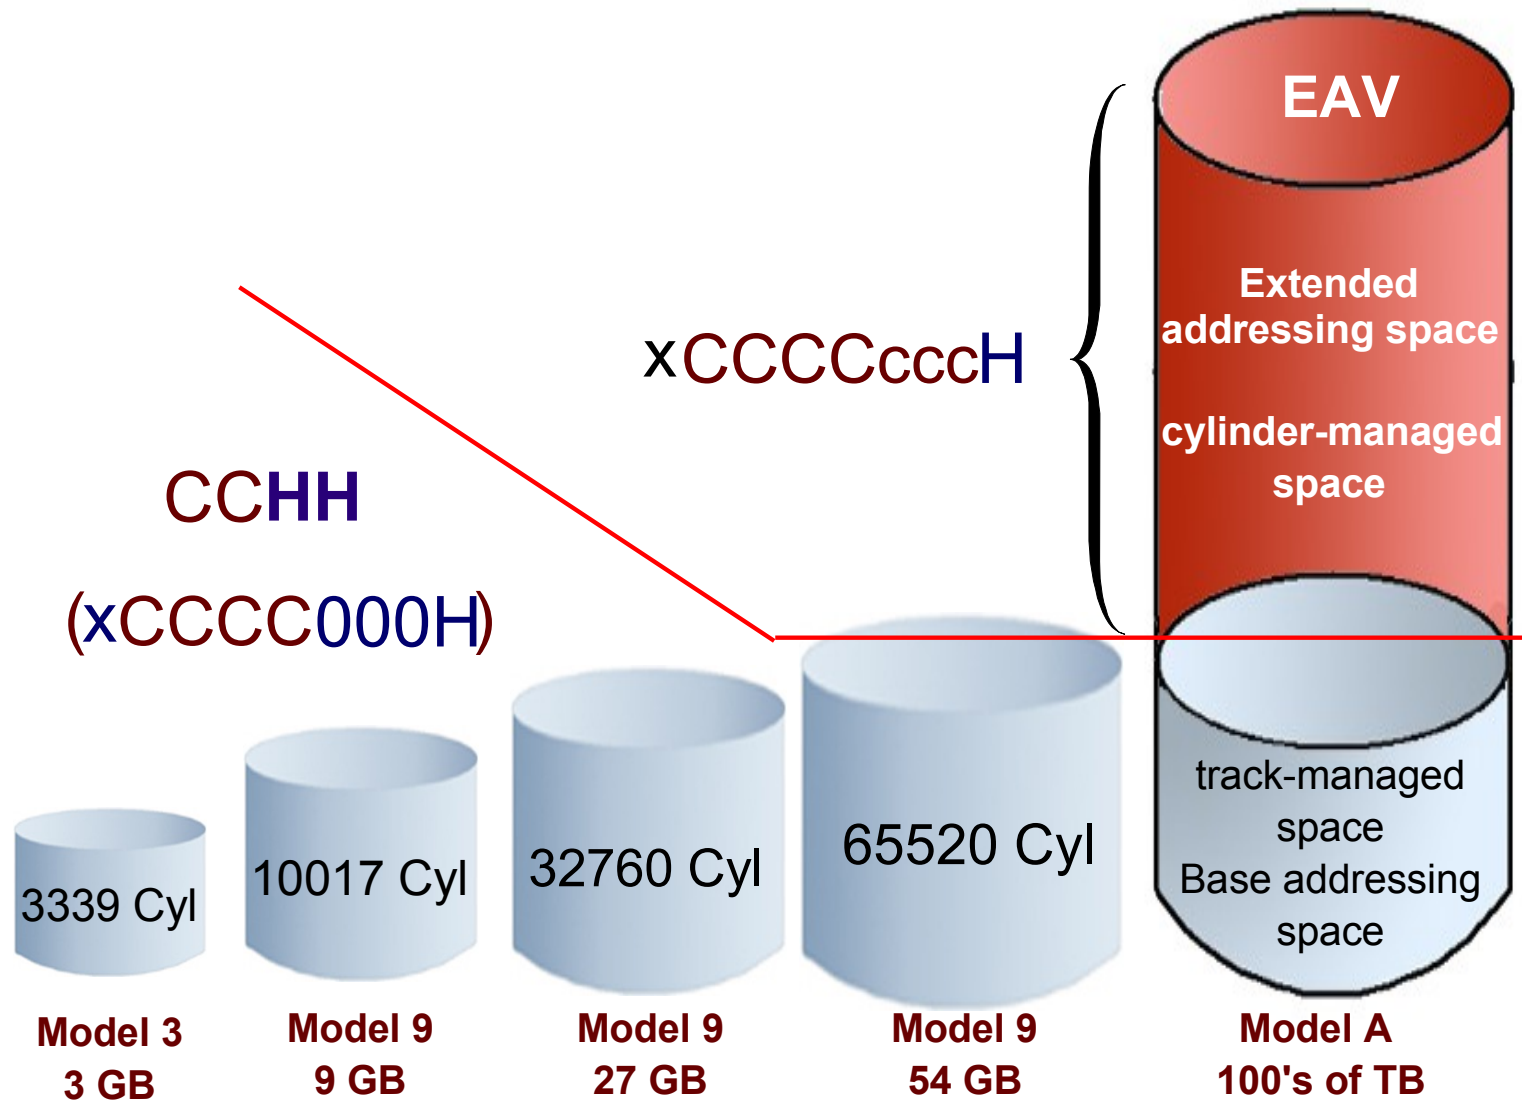 EAV
Extended
addressing space
cylinder-managed
space
xCCCCcccH
CCHH
(xCCCC000H)
3339 Cyl
10017 Cyl
32760 Cyl
65520 Cyl
track-managed
space
Base addressing
space
Model 3
3 GB
Model 9
9 GB
Model 9
27 GB
Model 9
54 GB
Model A
100's of TB